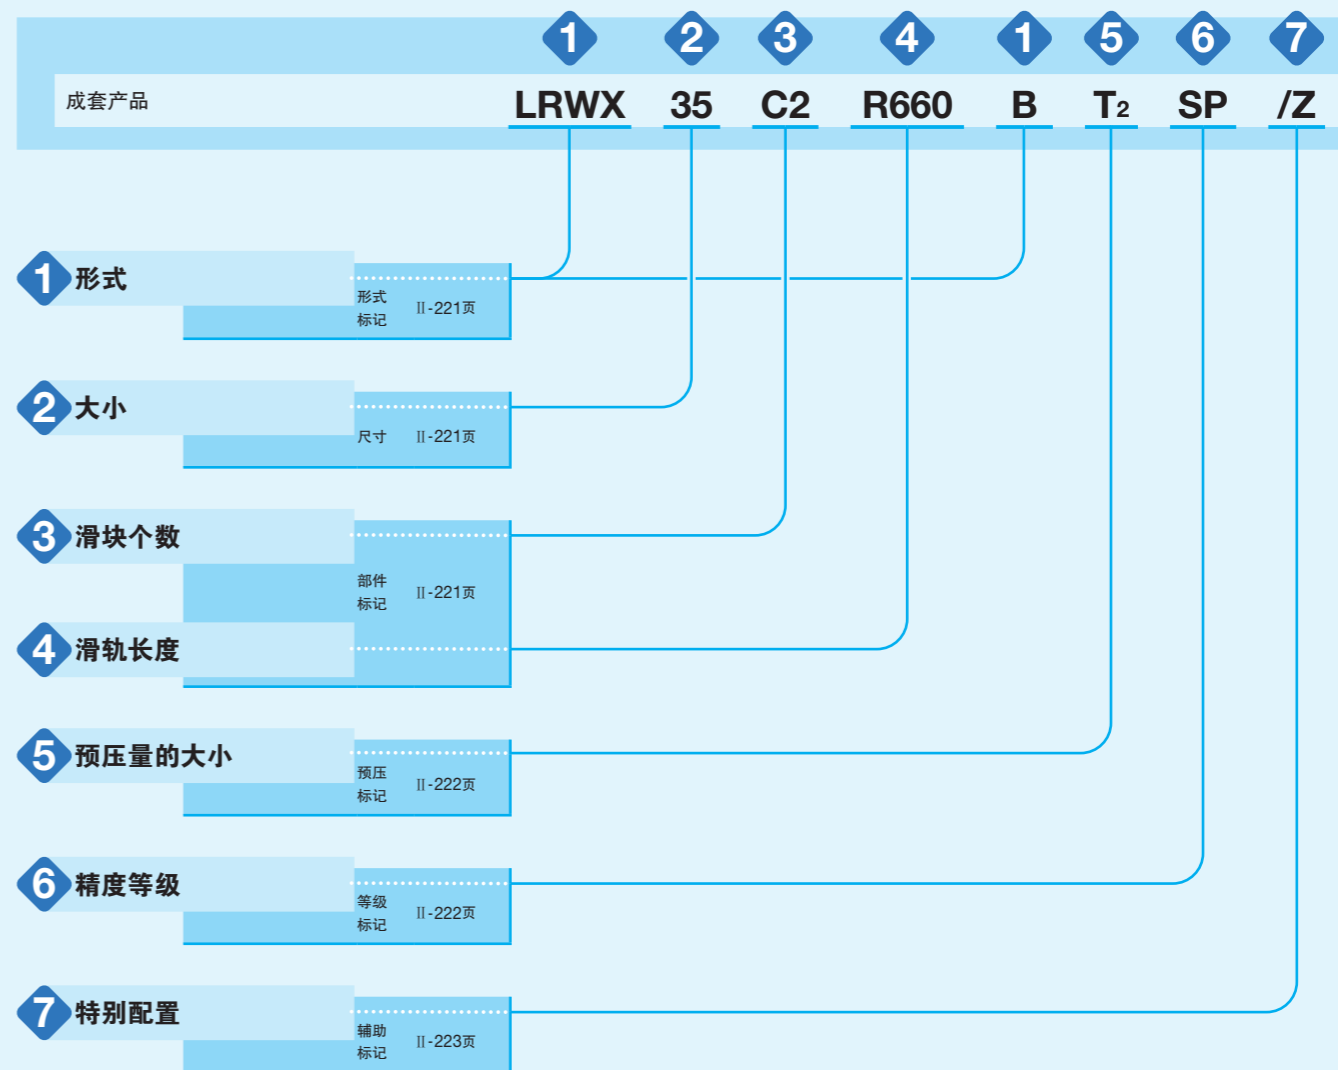 1 2 3 4 1 5 6 7
成套产品 LRWX 35 C2 R660 B T2 SP /Z
1 形式
形式
标记 Ⅱ-221页
2 大小
尺寸 Ⅱ-221页
3 滑块个数
部件
标记 Ⅱ-221页
4 滑轨长度
5 预压量的大小
预压
标记 Ⅱ-222页
6 精度等级
等级
标记 Ⅱ-222页
7 特别配置
辅助
标记 Ⅱ-223页